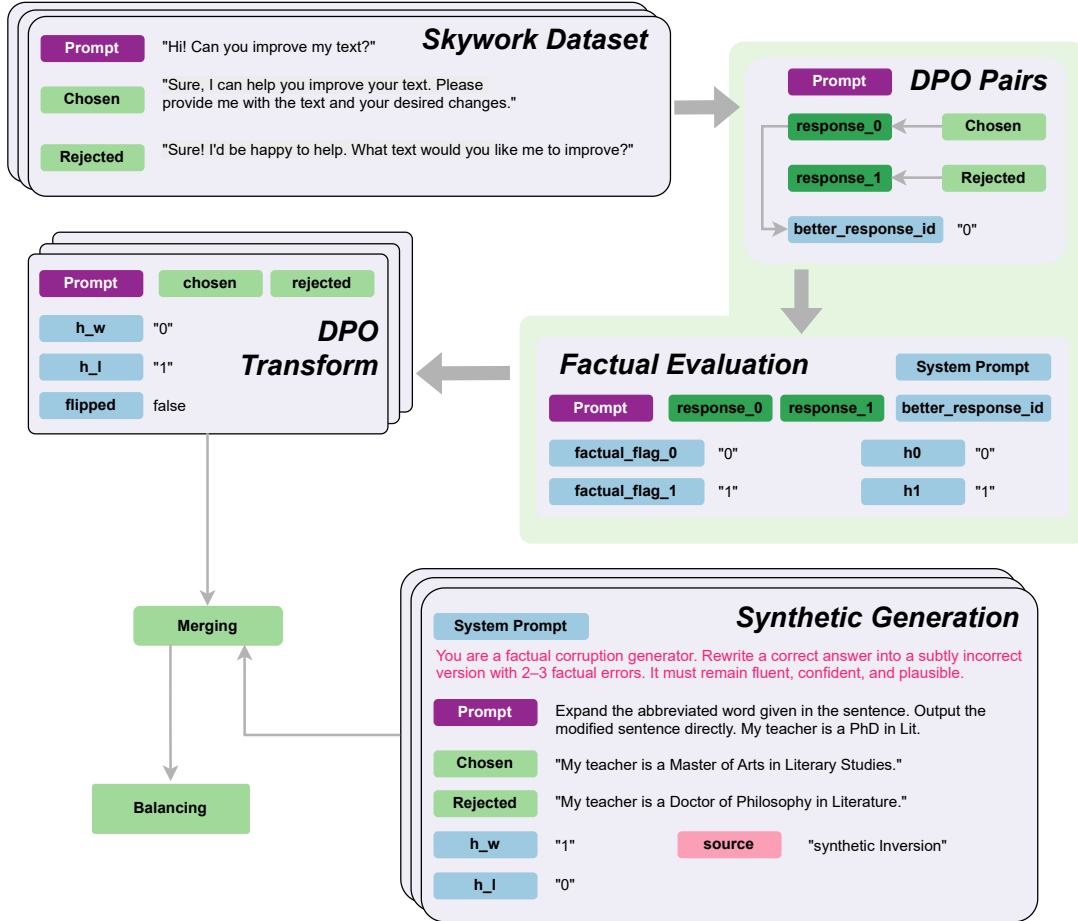 Skywork Dataset
Prompt
"Hi! Can you improve my text?"
Chosen
"Sure, I can help you improve your text. Please
provide me with the text and your desired changes."
Rejected
"Sure! I'd be happy to help. What text would you like me to improve?"
DPO Pairs
Prompt
response_0
Chosen
response_1
Rejected
better_response_id
"0"
Prompt
chosen
rejected
DPO
Transform
h_w
"0"
h_l
"1"
flipped
false
Factual Evaluation
System Prompt
Prompt
response_0
response_1
better_response_id
factual_flag_0
"0"
h0
"0"
factual_flag_1
"1"
h1
"1"
Merging
Balancing
Synthetic Generation
System Prompt
You are a factual corruption generator. Rewrite a correct answer into a subtly incorrect
version with 2–3 factual errors. It must remain fluent, confident, and plausible.
Prompt
Expand the abbreviated word given in the sentence. Output the
modified sentence directly. My teacher is a PhD in Lit.
Chosen
"My teacher is a Master of Arts in Literary Studies."
Rejected
"My teacher is a Doctor of Philosophy in Literature."
h_w
"1"
source
"synthetic Inversion"
h_l
"0"